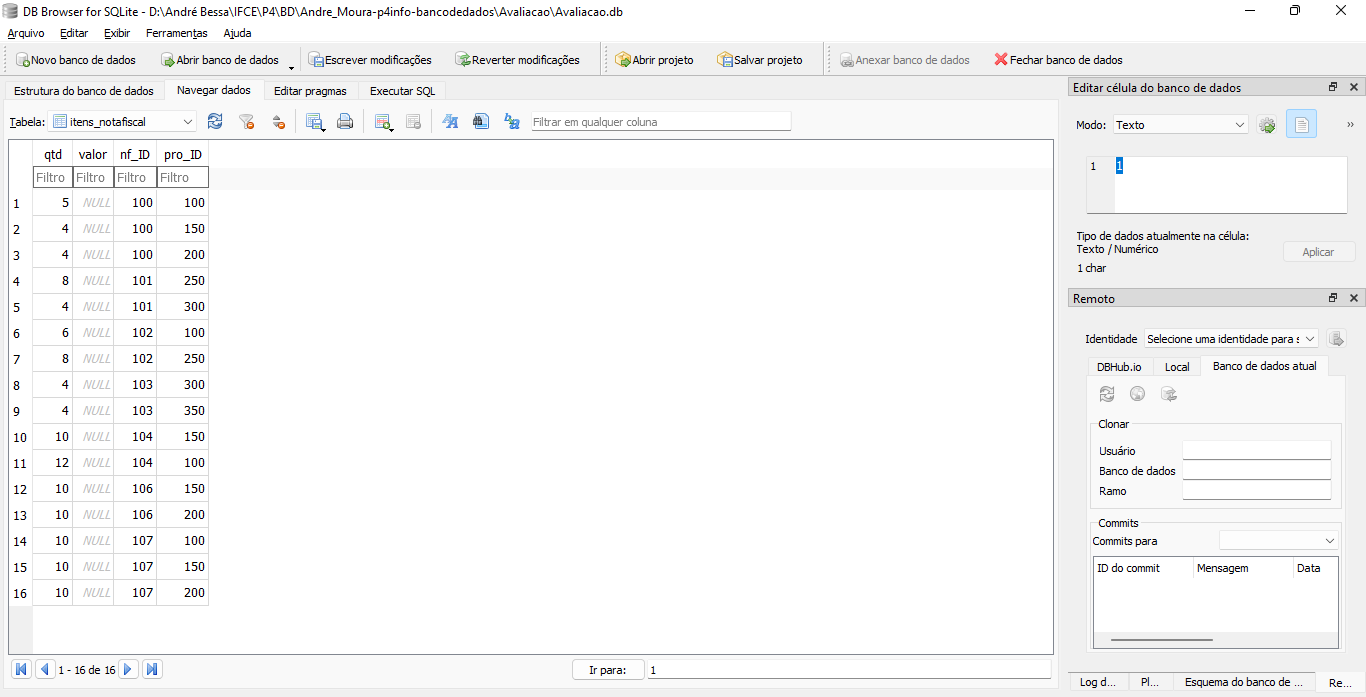 DB Browser for SQLite - D:\André Bessa\IFCE\P4\BD\Andre_Moura-p4info-bancodedados\Avaliacao\Avaliacao.db
Arquivo Editar Exibir Ferramentas Ajuda
Novo banco de dados Abrir banco de dados Escrever modificações Reverter modificações Abrir projeto Salvar projeto Anexar banco de dados Fechar banco de dados
Estrutura do banco de dados Navegar dados Editar pragmas Executar SQL
Tabela: itens_notafiscal Filtrar em qualquer coluna
qtd valor nf_ID pro_ID
Filtro Filtro Filtro Filtro
1 5 NULL 100 100
2 4 NULL 100 150
3 4 NULL 100 200
4 8 NULL 101 250
5 4 NULL 101 300
6 6 NULL 102 100
7 8 NULL 102 250
8 4 NULL 103 300
9 4 NULL 103 350
10 10 NULL 104 150
11 12 NULL 104 100
12 10 NULL 106 150
13 10 NULL 106 200
14 10 NULL 107 100
15 10 NULL 107 150
16 10 NULL 107 200
1 - 16 de 16 Ir para: 1
Editar célula do banco de dados
Modo: Texto »
1 1
Tipo de dados atualmente na célula:
Texto / Numérico
Aplicar
1 char
Remoto
Identidade Selecione uma identidade para s
DBHub.io Local Banco de dados atual
Clonar
Usuário
Banco de dados
Ramo
Commits
Commits para
ID do commit Mensagem Data
Log d... Pl... Esquema do banco de ... Re...